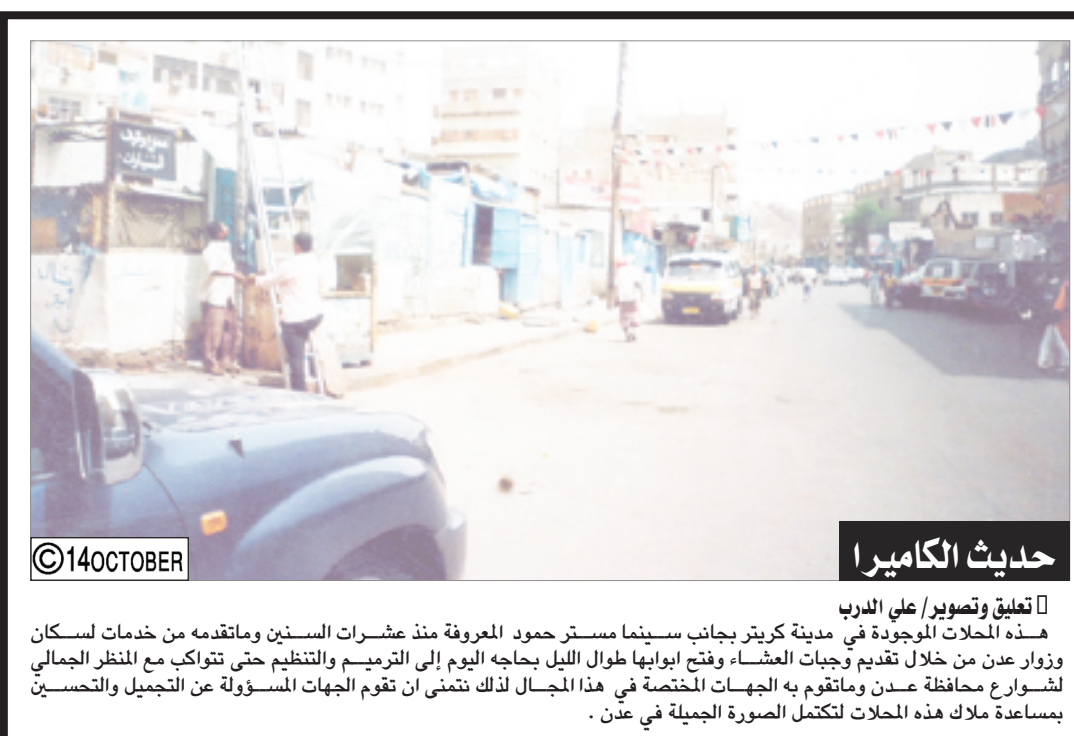 حديث الكاميرا
©14OCTOBER
تعليق وتصوير/ علي الدرب
هــذه المحلات الموجودة في مدينة كريتر بجانب سـينما مسـتر حمود المعروفة منذ عشـرات السـنين وماتقدمه من خدمات لسـكان
وزوار عدن من خلال تقديم وجبات العشـاء وفتح ابوابها طوال الليل بحاجه اليوم إلى الترميـم والتنظيم حتى تتواكب مع المنظر الجمالي
لشـوارع محافظة عـدن وماتقوم به الجهـات المختصة في هذا المجـال لذلك نتمنى ان تقوم الجهات المسـؤولة عن التجميل والتحسـين
بمساعدة ملاك هذه المحلات لتكتمل الصورة الجميلة في عدن .